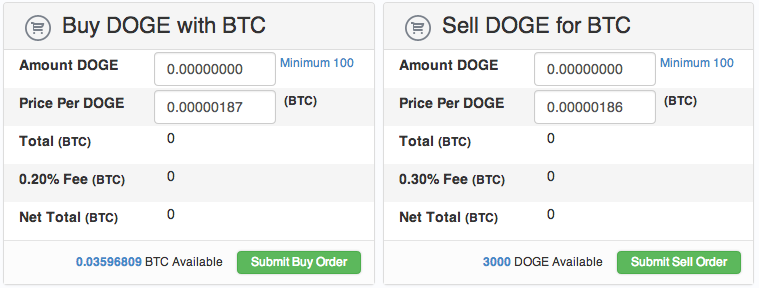 Buy DOGE with BTC
Amount DOGE 0.00000000 Minimum 100
Price Per DOGE 0.00000187 (BTC)
Total (BTC) 0
0.20% Fee (BTC) 0
Net Total (BTC) 0
0.03596809 BTC Available Submit Buy Order
Sell DOGE for BTC
Amount DOGE 0.00000000 Minimum 100
Price Per DOGE 0.00000186 (BTC)
Total (BTC) 0
0.30% Fee (BTC) 0
Net Total (BTC) 0
3000 DOGE Available Submit Sell Order